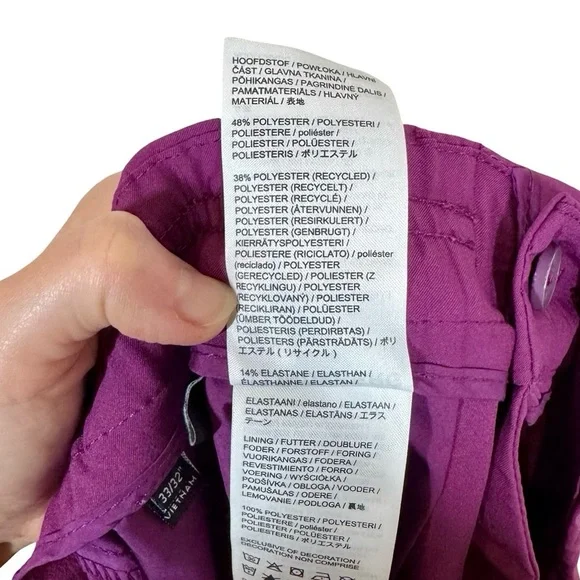 HOOFDSTOF / POWŁOKA / HLAVNÍ
ČÁST / GLAVNA TKANINA /
PÕHIKANGAS / PAGRINDINE DALIS /
PAMATMATERIĀLS / HLAVNÝ
MATERIÁL / 表地
48% POLYESTER / POLYESTERI /
POLIESTERE / poliéster /
POLIESTER / POLÜESTER /
POLIESTERIS / ポリエステル
38% POLYESTER (RECYCLED) /
POLYESTER (RECYCELT) /
POLYESTER (RECYCLÉ) /
POLYESTER (ÅTERVUNNEN) /
POLYESTER (RESIRKULERT) /
POLYESTER (GENBRUGT) /
KIERRÄTYSPOLYESTERI /
POLIESTERE (RICICLATO) / poliéster
(reciclado) / POLYESTER
(GERECYCLED) / POLIESTER (Z
RECYKLINGU) / POLYESTER
(RECYKLOVANÝ) / POLIESTER
(RECIKLIRAN) / POLÜESTER
(ÜMBER TÖÖDELDUD) /
POLIESTERIS (PERDIRBTAS) /
POLIESTERS (PĀRSTRĀDĀTS) / ポリ
エステル ( リサイクル )
14% ELASTANE / ELASTHAN /
ÉLASTHANNE / ELASTAN /
ELASTAANI / elastano / ELASTAAN /
ELASTANAS / ELASTĀNS / エラス
テーン
LINING / FUTTER / DOUBLURE /
FODER / FORSTOFF / FORING /
VUORIKANGAS / FODERA /
REVESTIMIENTO / FORRO /
VOERING / WYŚCIÓŁKA /
PODŠÍVKA / OBLOGA / VOODER /
PAMUŠALAS / ODERE /
LEMOVANIE / PODLOGA / 裏地
100% POLYESTER / POLYESTERI /
POLIESTERE / poliéster /
POLIESTER / POLÜESTER /
POLIESTERIS / ポリエステル
EXCLUSIVE OF DECORATION /
DÉCORATION NON COMPRISE
33/32"
VIETNAM